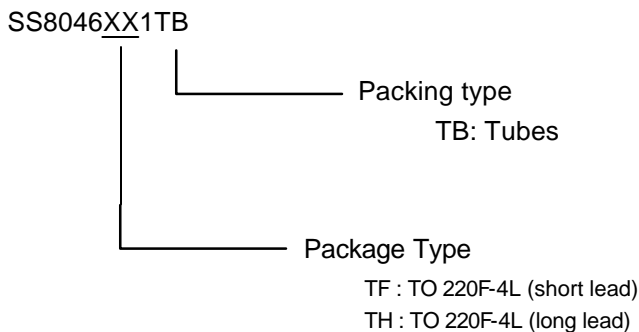 SS8046XX1TB
Packing type
TB: Tubes
Package Type
TF : TO 220F-4L (short lead)
TH : TO 220F-4L (long lead)